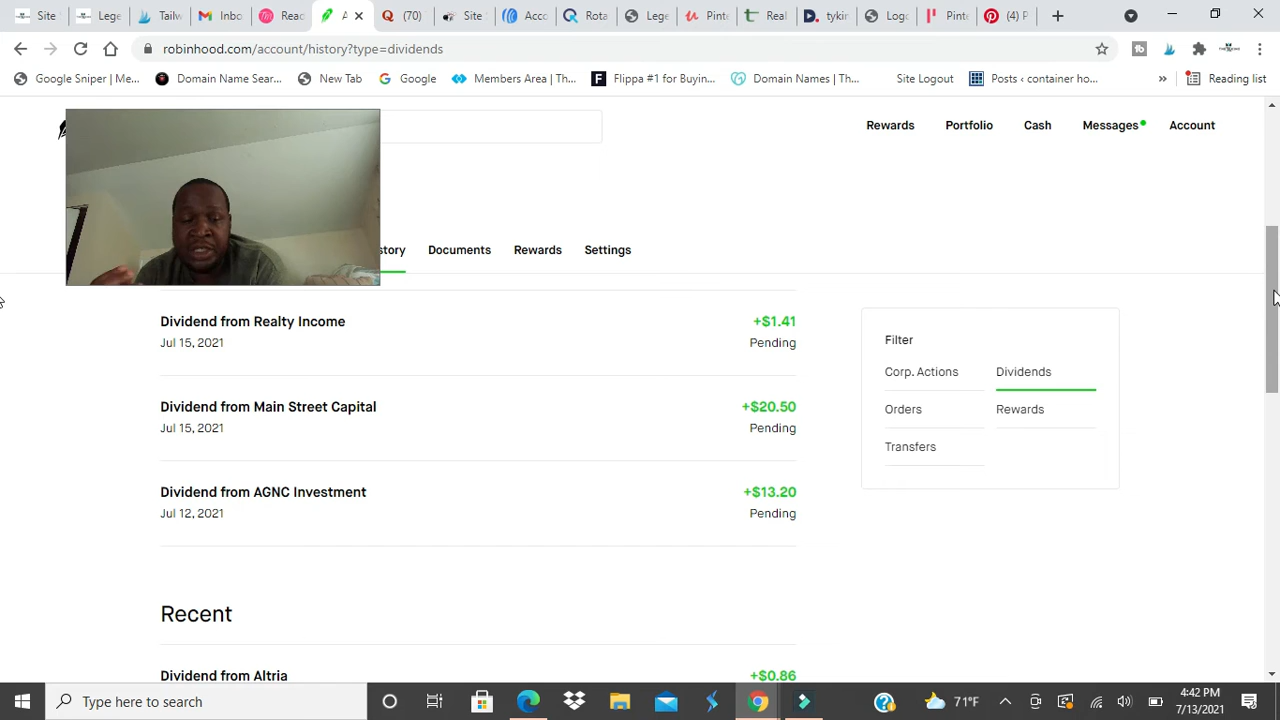 Site
Lege
Tailw
Inbo
Reac
A
(70)
Site
Acco
Rota
Lege
Pinte
Real
tykr
Logo
Pinte
(4) P
robinhood.com/account/history?type=dividends
Google Sniper | Me...
Domain Name Sear...
New Tab
Google
Members Area | Th...
Flippa #1 for Buyin...
Domain Names | Th...
Site Logout
Posts ‹ container ho...
»
Reading list
Rewards
Portfolio
Cash
Messages
Account
story
Documents
Rewards
Settings
Dividend from Realty Income
+$1.41
Jul 15, 2021
Pending
Dividend from Main Street Capital
+$20.50
Jul 15, 2021
Pending
Dividend from AGNC Investment
+$13.20
Jul 12, 2021
Pending
Filter
Corp. Actions
Dividends
Orders
Rewards
Transfers
Recent
Dividend from Altria
+$0.86
Type here to search
71°F
4:42 PM
7/13/2021